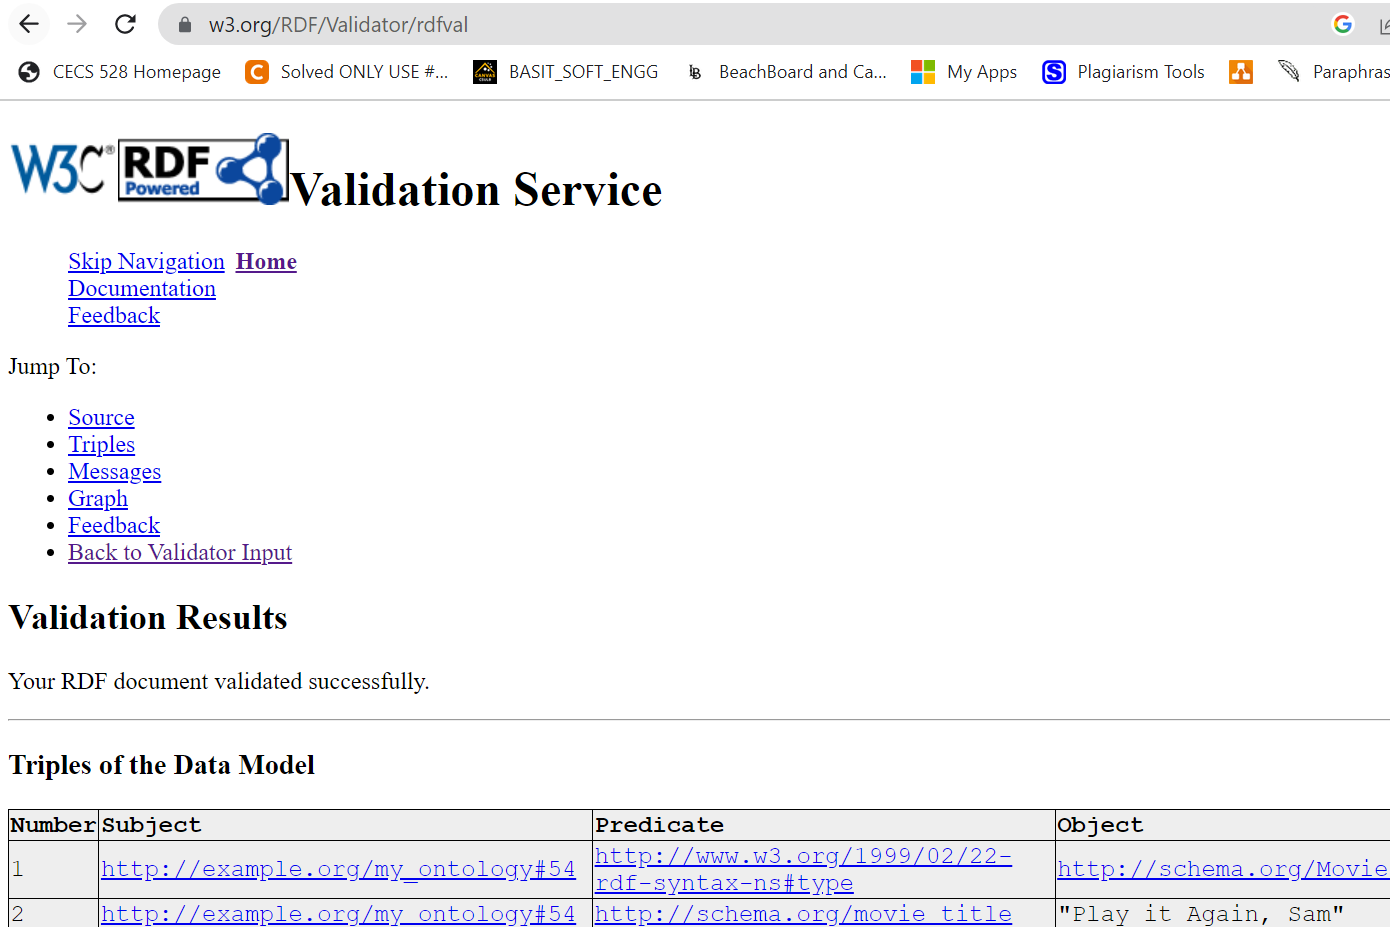 w3.org/RDF/Validator/rdfval
CECS 528 Homepage Solved ONLY USE #... BASIT_SOFT_ENGG BeachBoard and Ca... My Apps Plagiarism Tools Paraphras
W3C® RDF Powered Validation Service
Skip Navigation Home
Documentation
Feedback
Jump To:
Source
Triples
Messages
Graph
Feedback
Back to Validator Input
Validation Results
Your RDF document validated successfully.
Triples of the Data Model
Number Subject Predicate Object
1 http://example.org/my_ontology#54 http://www.w3.org/1999/02/22-rdf-syntax-ns#type http://schema.org/Movie
2 http://example.org/my_ontology#54 http://schema.org/movie_title "Play it Again, Sam"